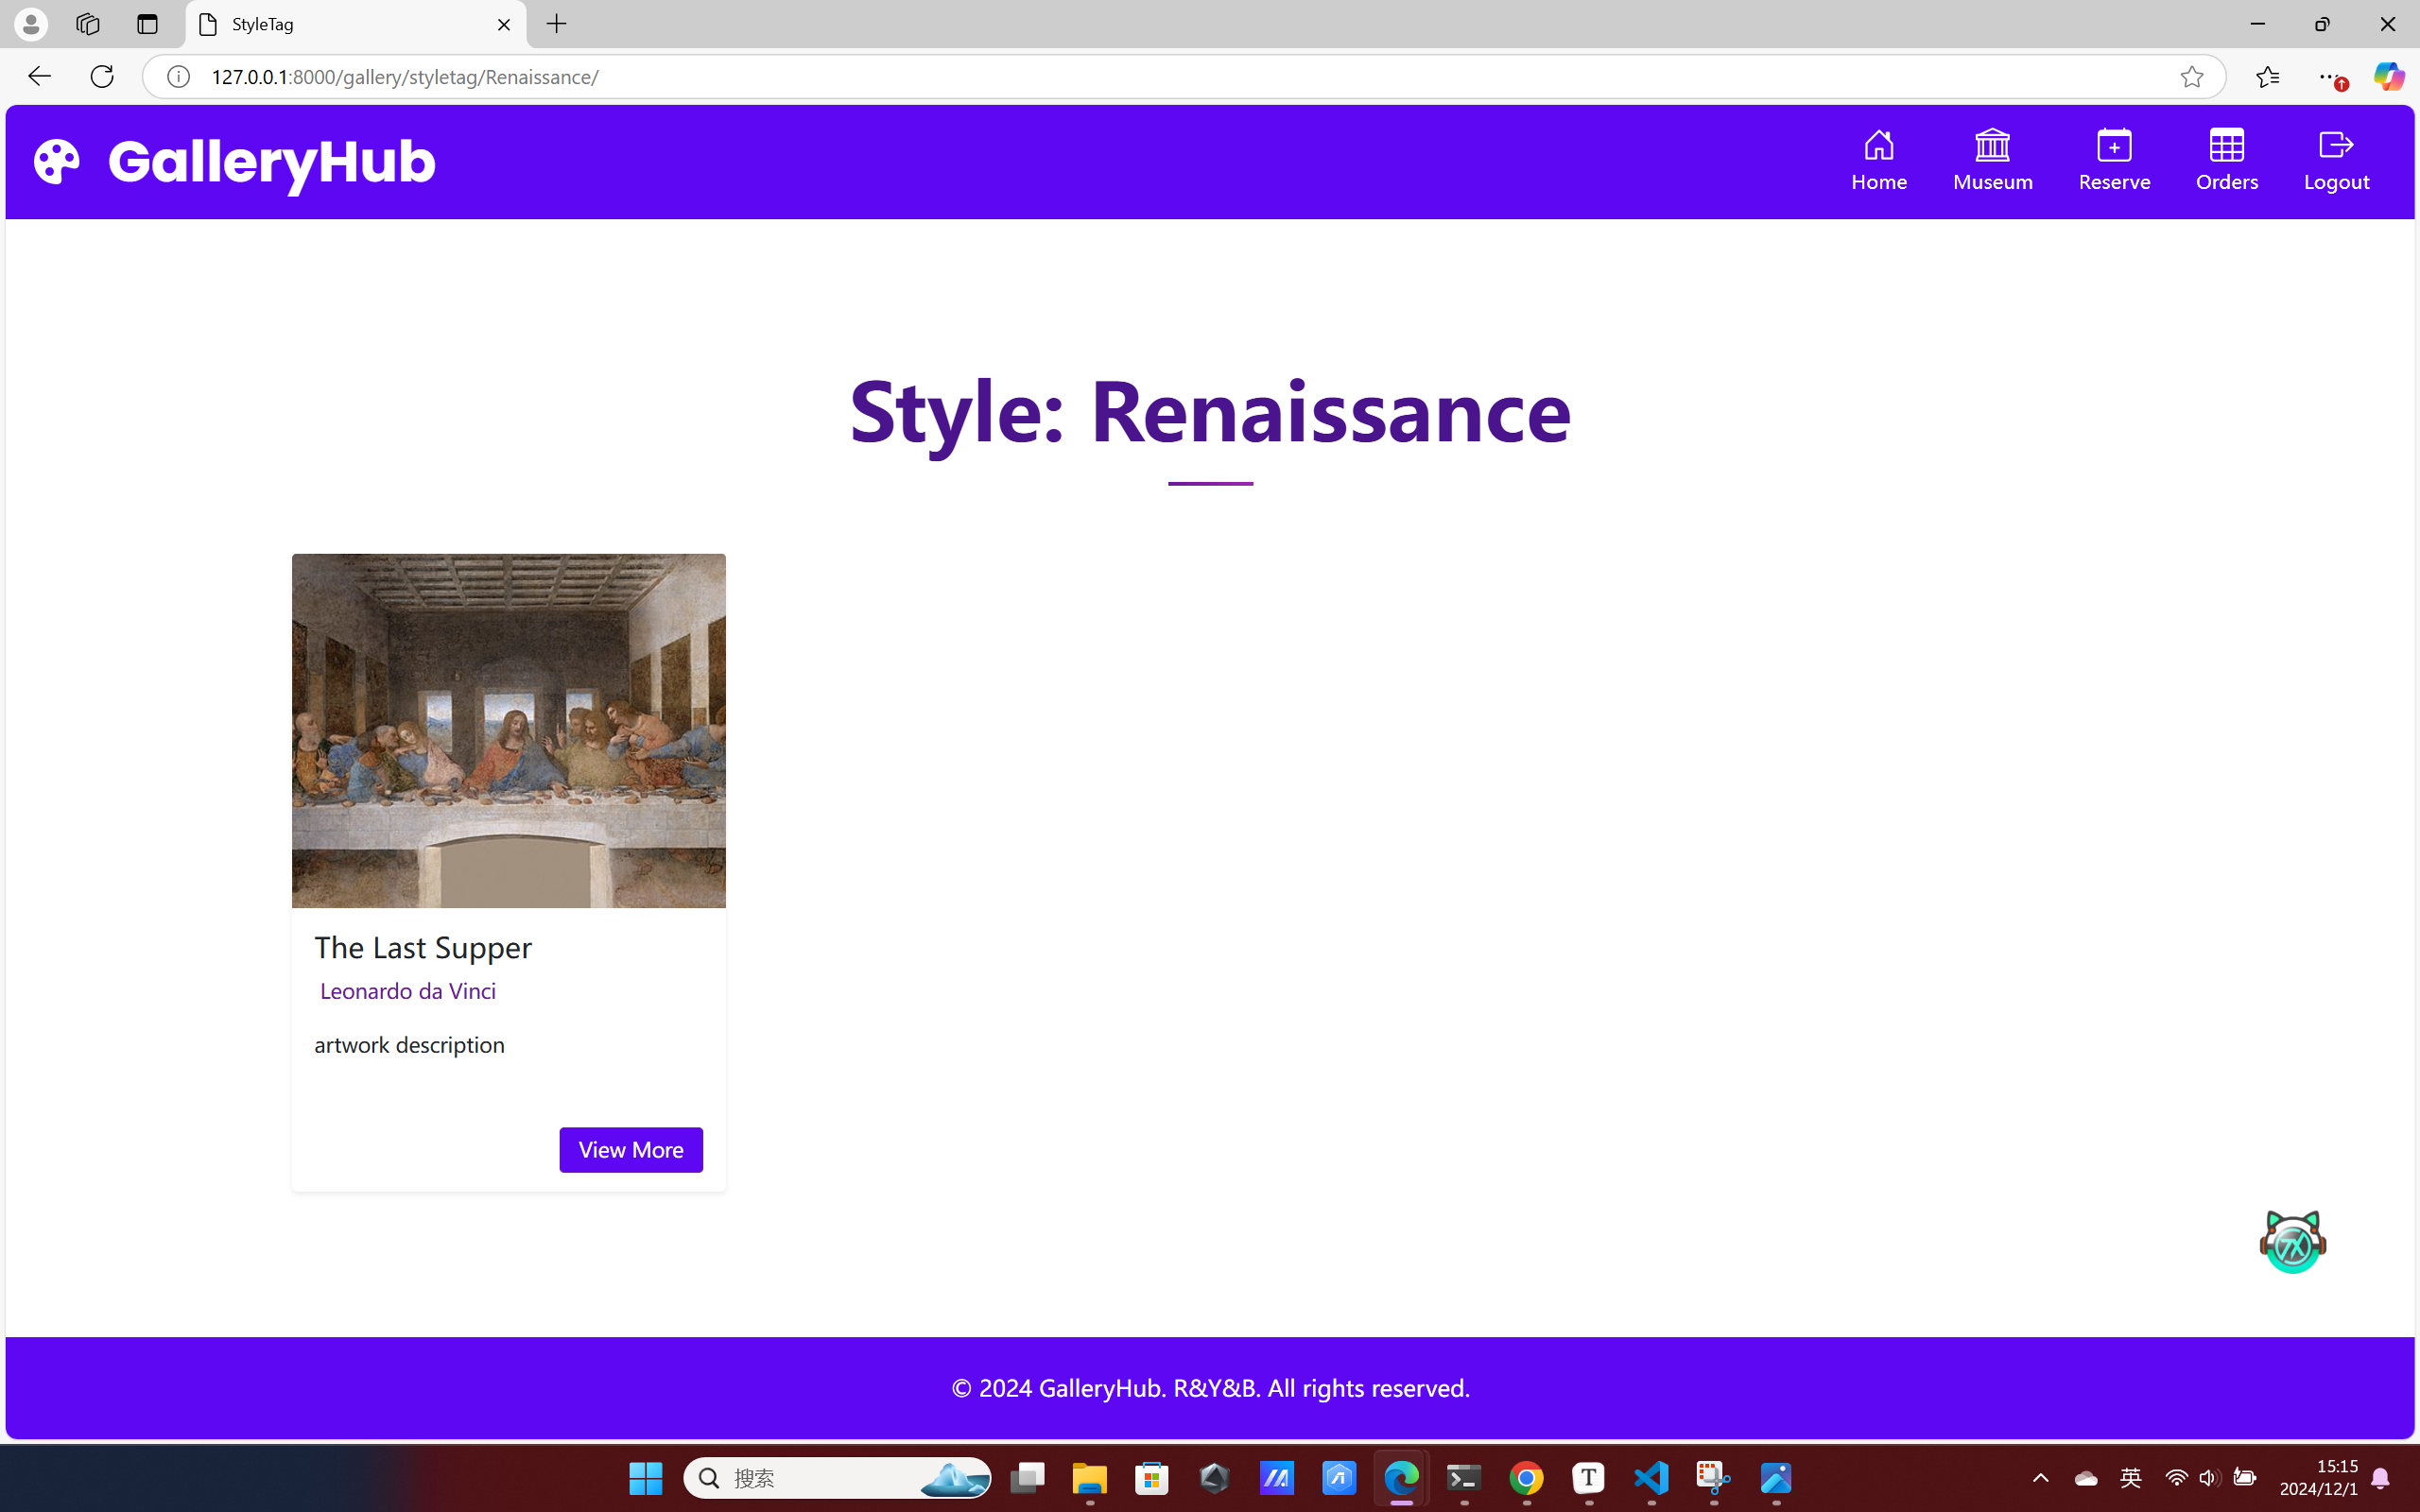 StyleTag
127.0.0.1:8000/gallery/styletag/Renaissance/
GalleryHub
Home
Museum
Reserve
Orders
Logout
Style: Renaissance
The Last Supper
Leonardo da Vinci
artwork description
View More
© 2024 GalleryHub. R&Y&B. All rights reserved.
搜索
英
15:15
2024/12/1